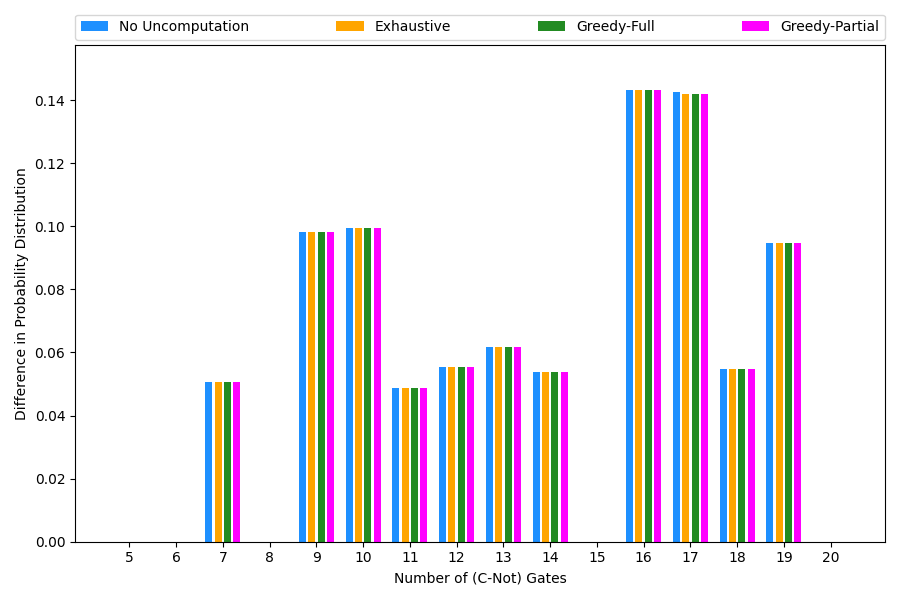 No Uncomputation Exhaustive Greedy-Full Greedy-Partial
Difference in Probability Distribution
0.14
0.12
0.10
0.08
0.06
0.04
0.02
0.00
5 6 7 8 9 10 11 12 13 14 15 16 17 18 19 20
Number of (C-Not) Gates